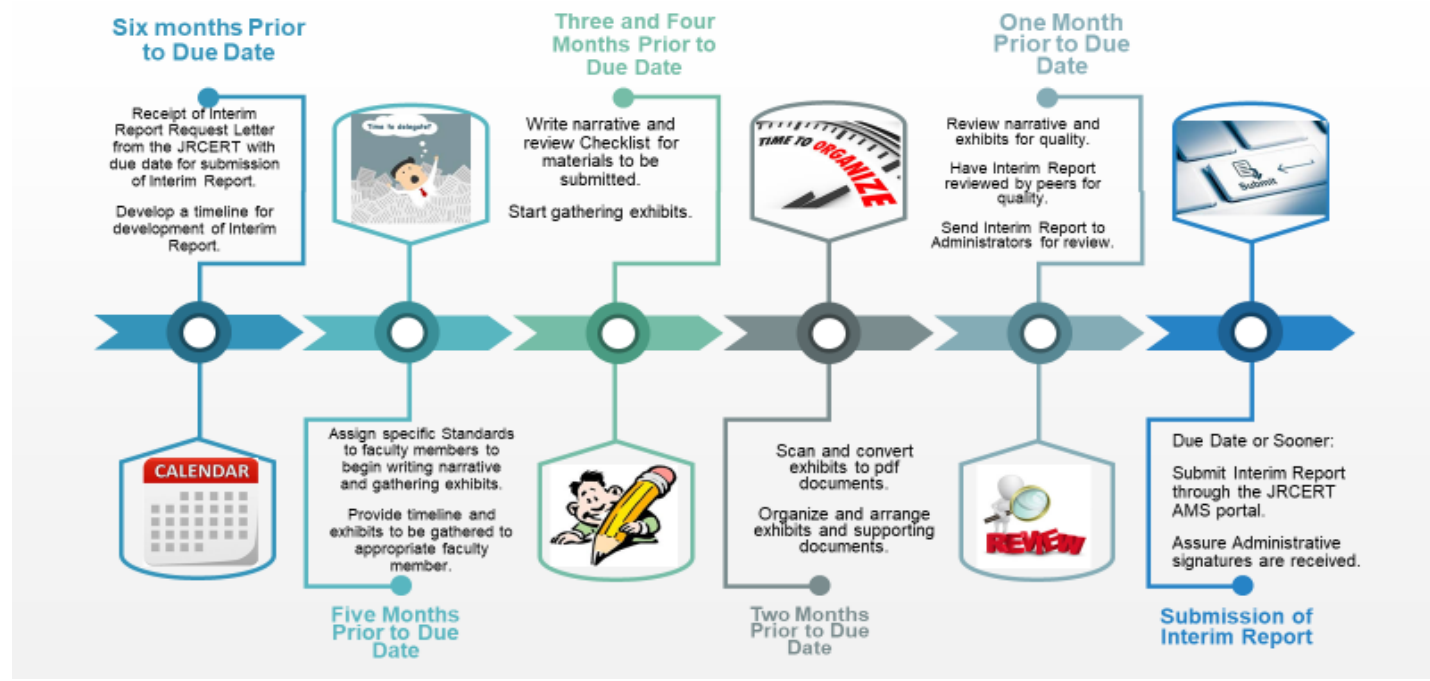 Six months Prior
to Due Date
Receipt of Interim
Report Request Letter
from the JRCERT with
due date for submission
of Interim Report.
Develop a timeline for
development of Interim
Report.
CALENDAR
Time to delegate?
Assign specific Standards
to faculty members to
begin writing narrative
and gathering exhibits.
Provide timeline and
exhibits to be gathered to
appropriate faculty
member.
Five Months
Prior to Due
Date
Three and Four
Months Prior to
Due Date
Write narrative and
review Checklist for
materials to be
submitted.
Start gathering exhibits.
TIME TO ORGANIZE
Scan and convert
exhibits to pdf
documents.
Organize and arrange
exhibits and supporting
documents.
Two Months
Prior to Due
Date
One Month
Prior to Due
Date
Review narrative and
exhibits for quality.
Have Interim Report
reviewed by peers for
quality.
Send Interim Report to
Administrators for review.
REVIEW
Submit
Due Date or Sooner:
Submit Interim Report
through the JRCERT
AMS portal.
Assure Administrative
signatures are received.
Submission of
Interim Report